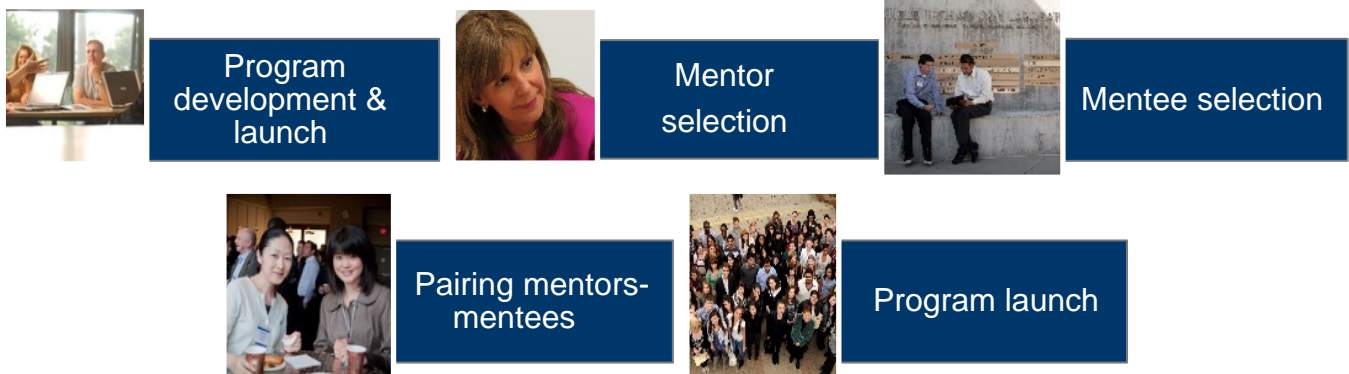 Program
development &
launch
Mentor
selection
Mentee selection
Pairing mentors-
mentees
Program launch